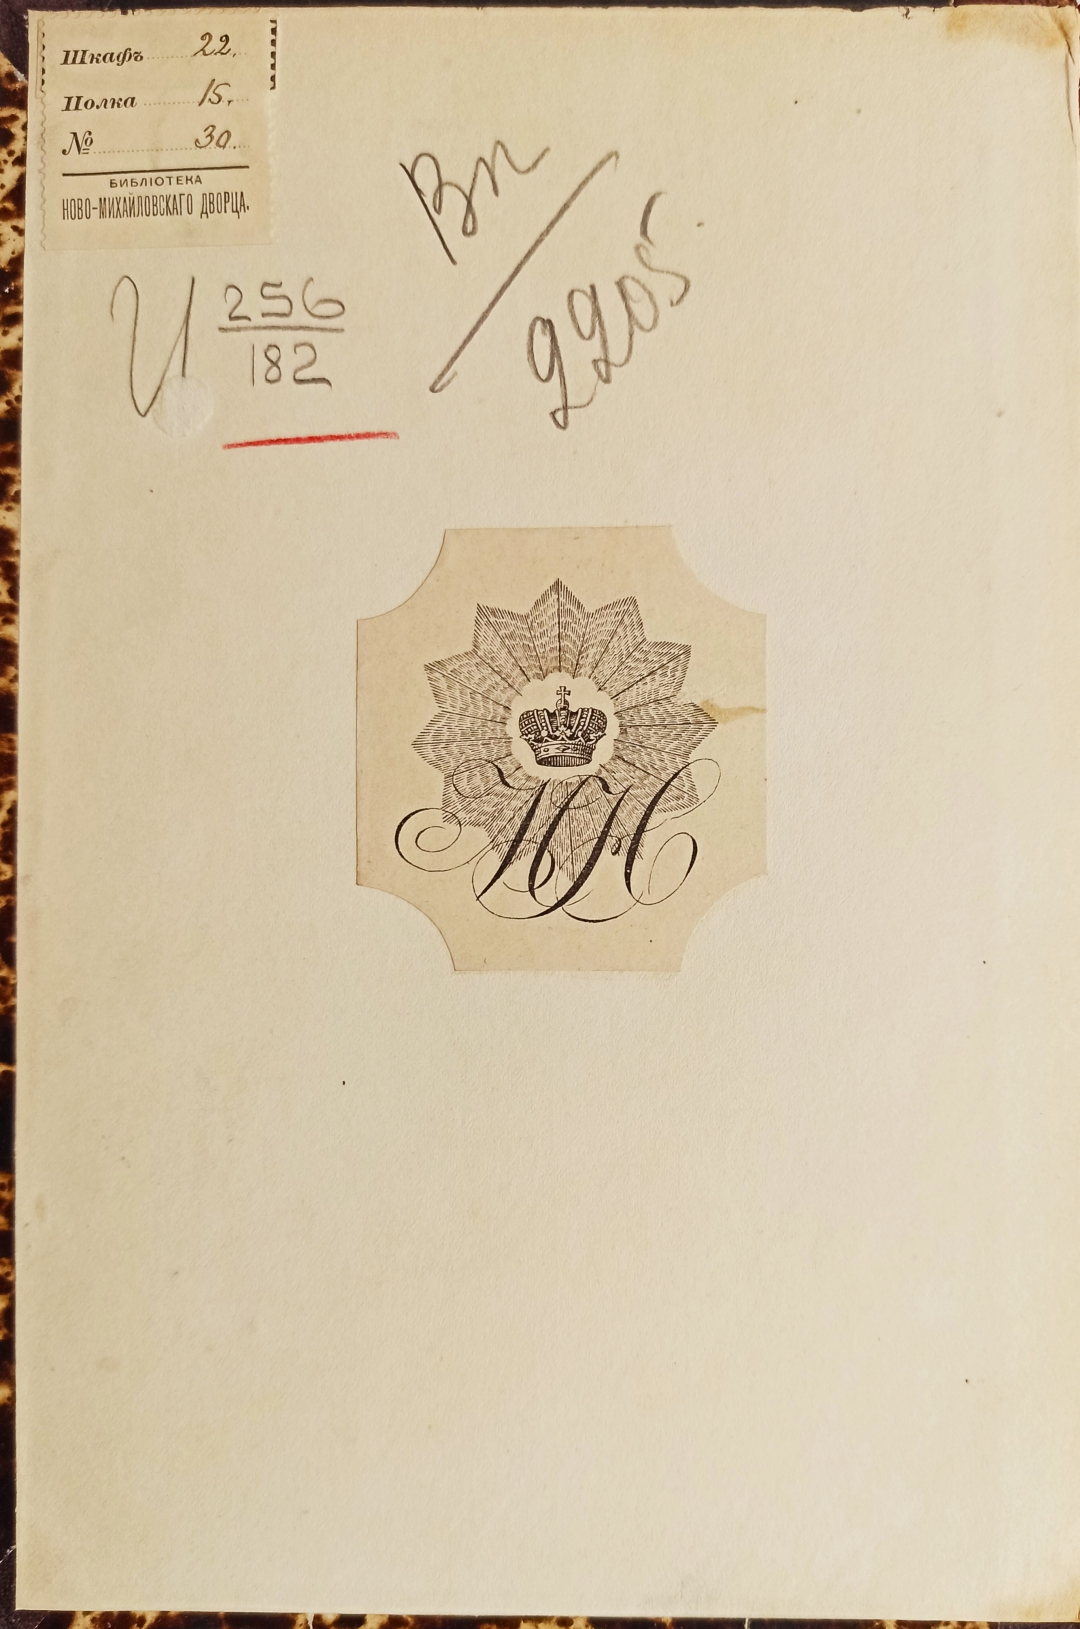 Шкафъ 22.
Полка 15.
№ 30.
БИБЛІОТЕКА
НОВО-МИХАЙЛОВСКАГО ДВОРЦА.
Вп
2205
И 256
182